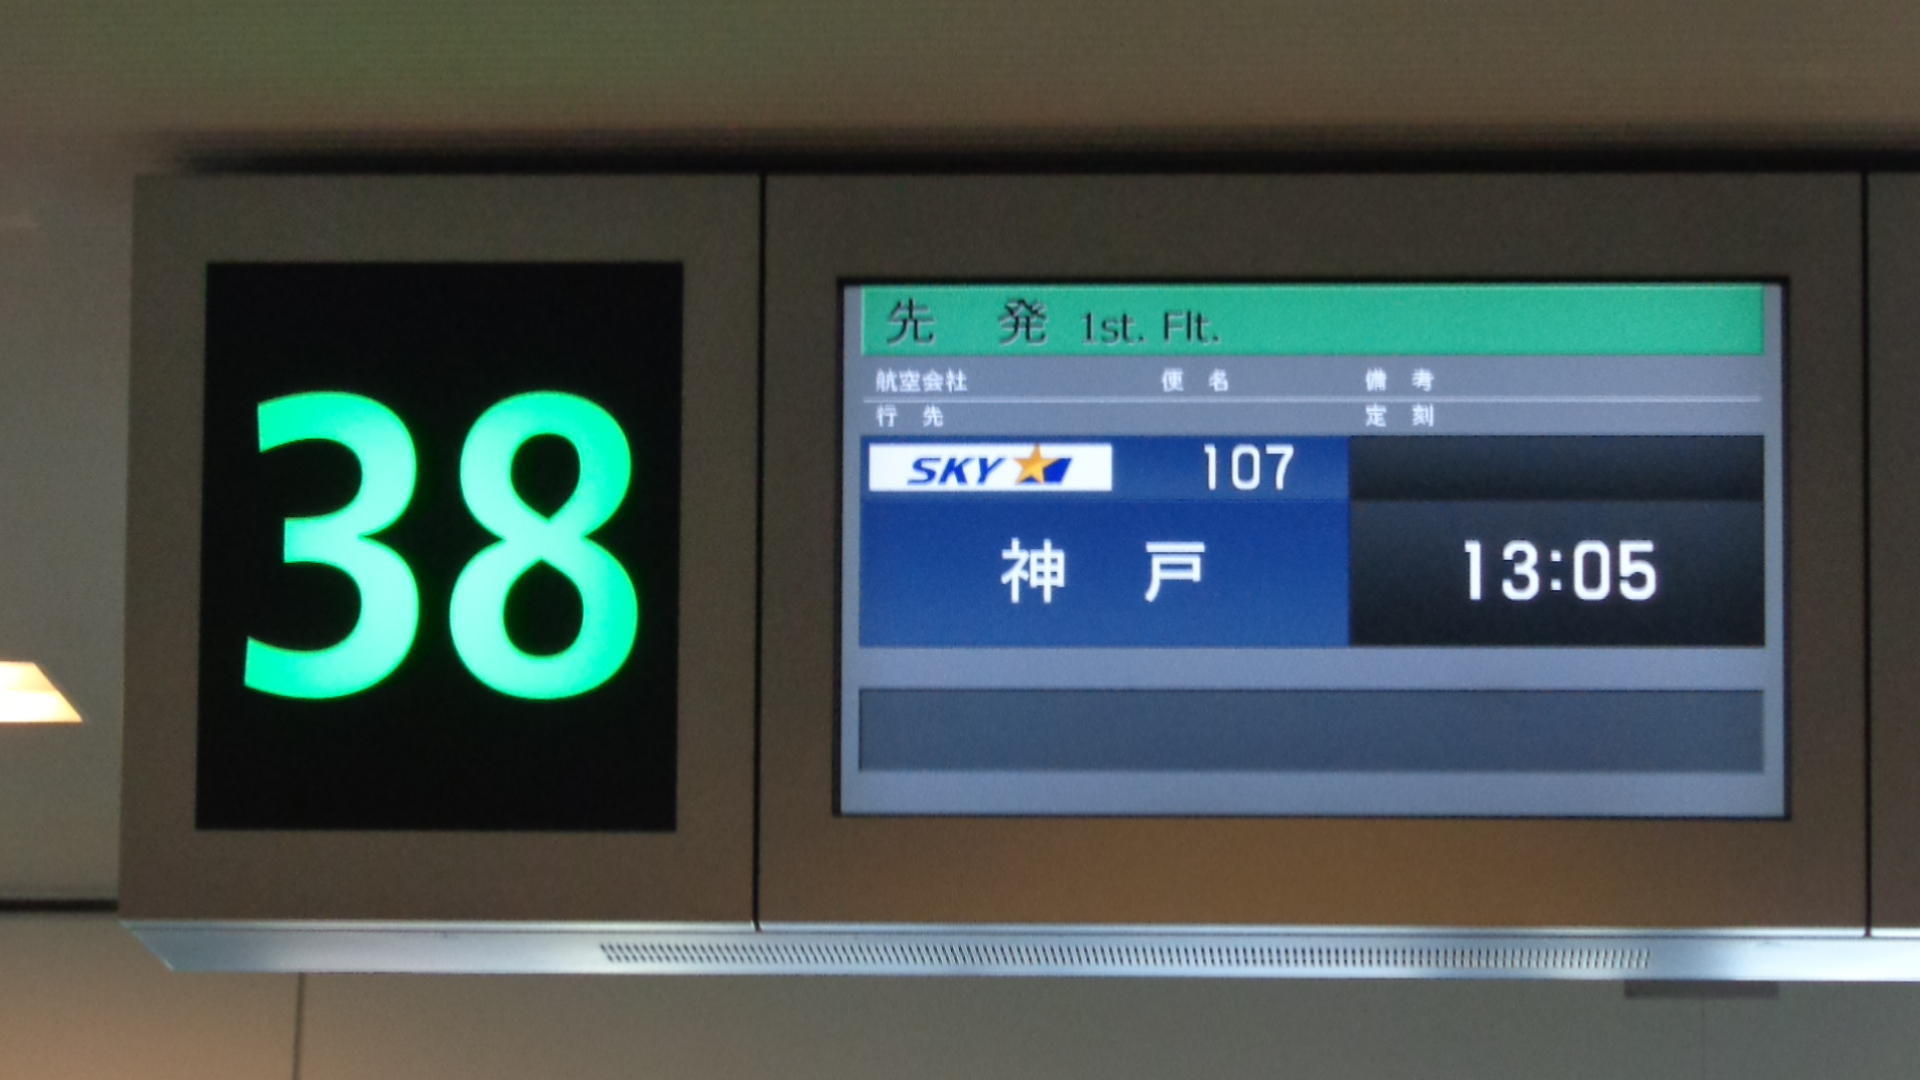 38
先 発 1st. Flt.
航空会社 便 名 備 考
行 先 定 刻
SKY 107
神 戸 13:05